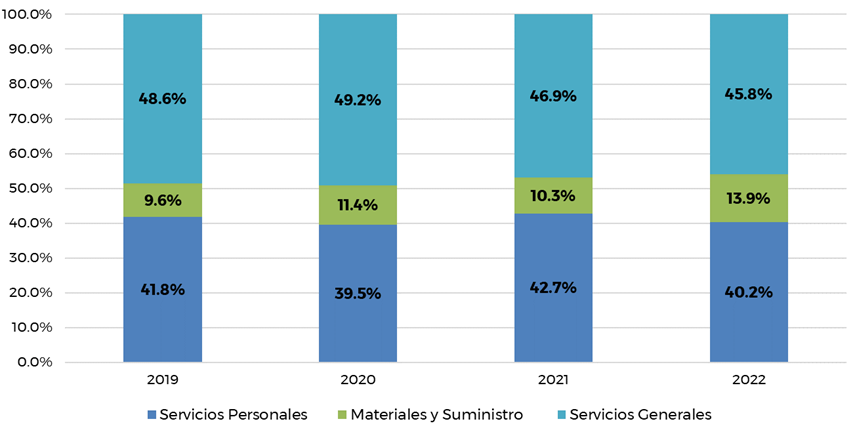 100.0%
90.0%
80.0%
70.0%
60.0%
50.0%
40.0%
30.0%
20.0%
10.0%
0.0%
48.6% 49.2% 46.9% 45.8%
9.6% 11.4% 10.3% 13.9%
41.8% 39.5% 42.7% 40.2%
2019 2020 2021 2022
Servicios Personales Materiales y Suministro Servicios Generales